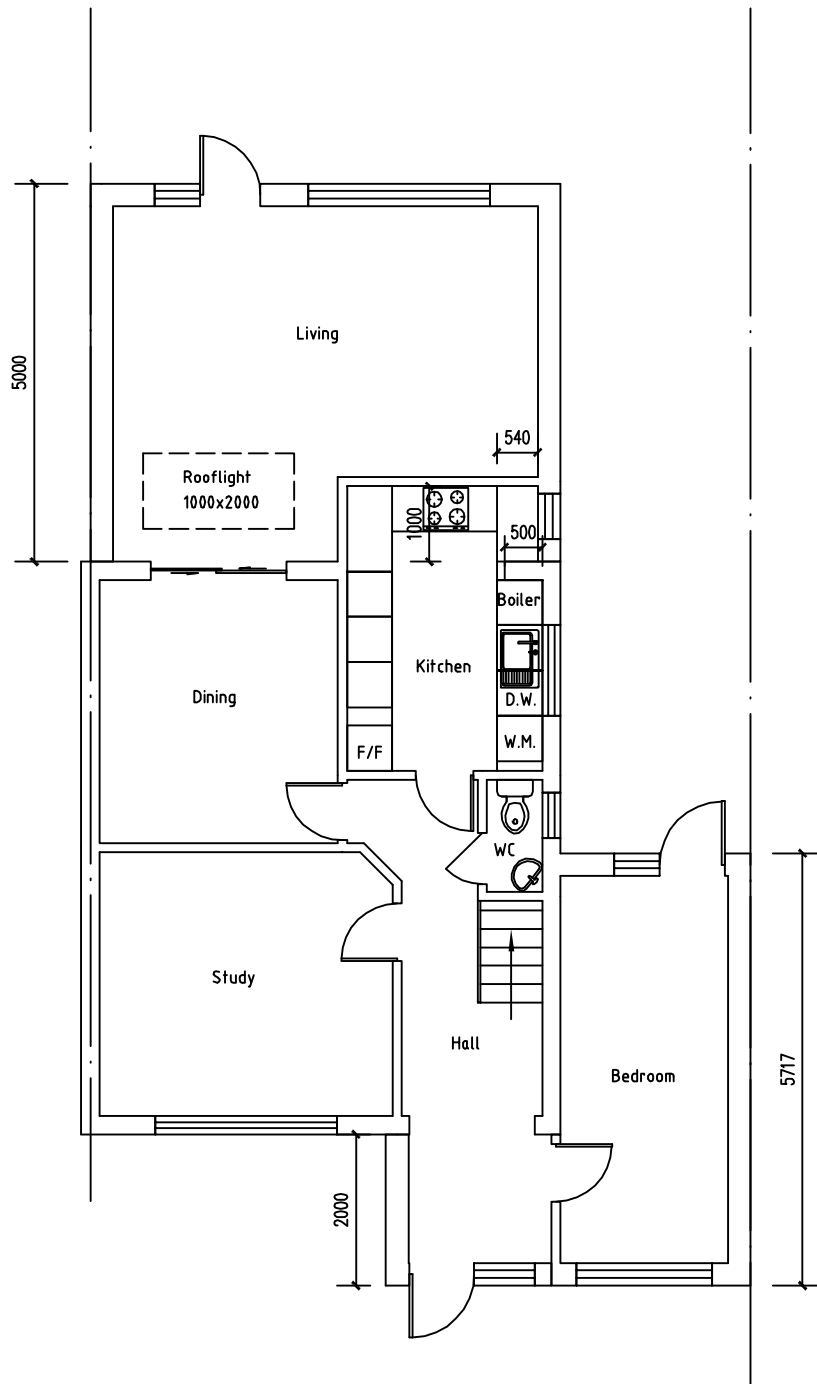 Living
5000
540
Rooflight
1000x2000
1000
500
Boiler
Kitchen
Dining
D.W.
W.M.
F/F
WC
Study
Hall
Bedroom
5717
2000